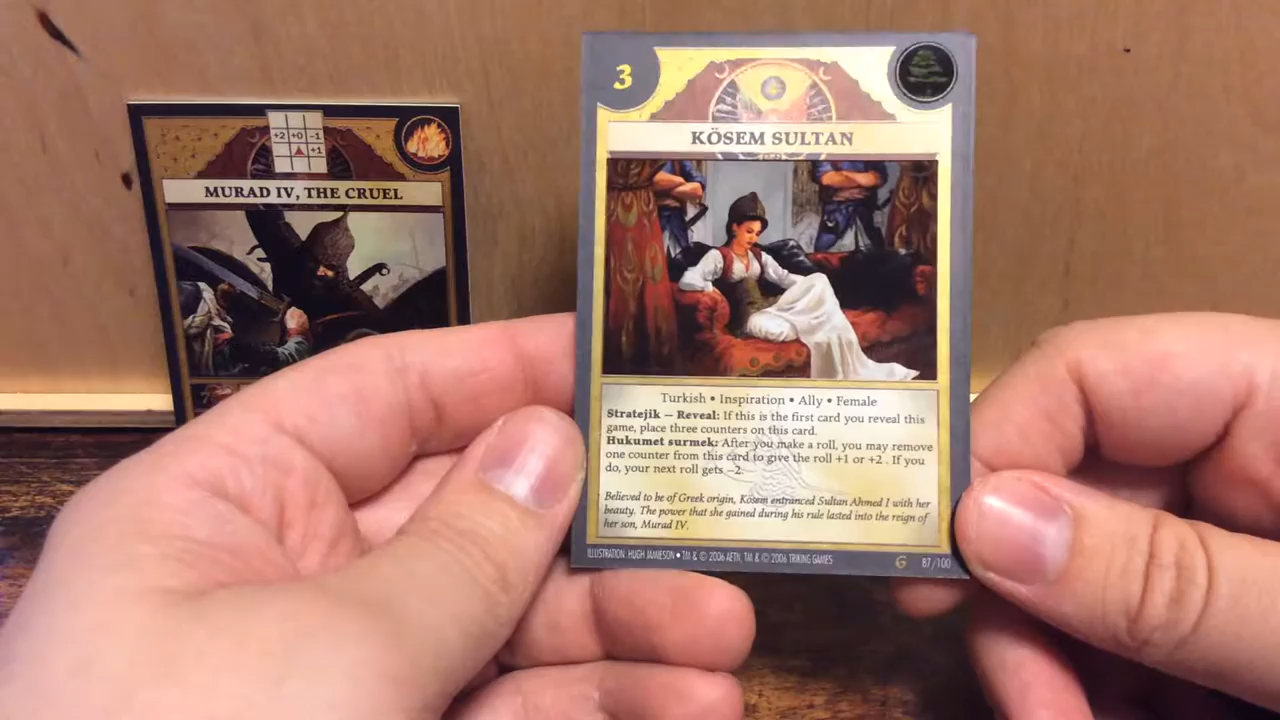 +2 +0 -1
+1
MURAD IV, THE CRUEL
3
KÖSEM SULTAN
Turkish • Inspiration • Ally • Female
Stratejik – Reveal: If this is the first card you reveal this
game, place three counters on this card.
Hukumet surmek: After you make a roll, you may remove
one counter from this card to give the roll +1 or +2 . If you
do, your next roll gets –2.
Believed to be of Greek origin, Kösem entranced Sultan Ahmed I with her
beauty. The power that she gained during his rule lasted into the reign of
her son, Murad IV.
ILLUSTRATION: HUGH JAMIESON • TM & © 2006 AETN, TM & © 2006 TRIKING GAMES
G 87/100